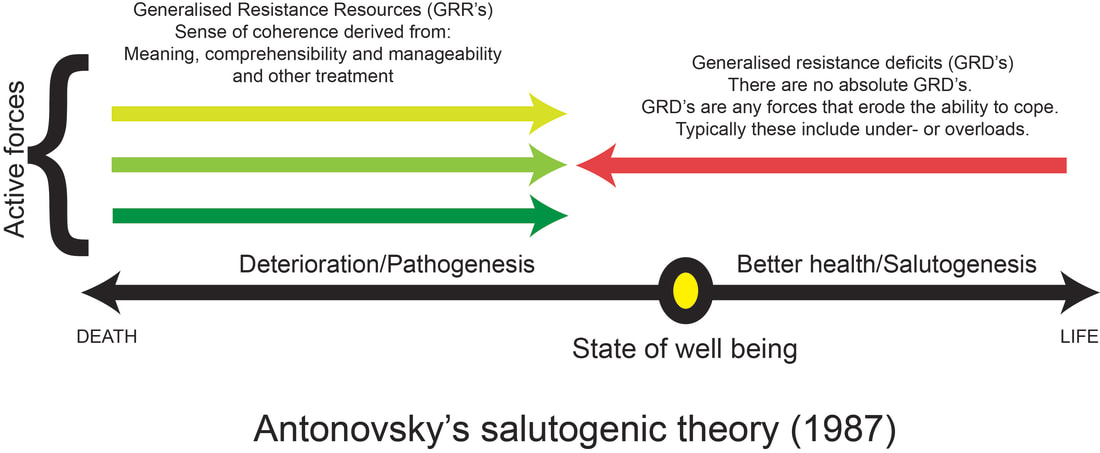 Generalised Resistance Resources (GRR's)
Sense of coherence derived from:
Meaning, comprehensibility and manageability
and other treatment
Generalised resistance deficits (GRD's)
There are no absolute GRD's.
GRD's are any forces that erode the ability to cope.
Typically these include under- or overloads.
Active forces
Deterioration/Pathogenesis
Better health/Salutogenesis
DEATH
LIFE
State of well being
Antonovsky's salutogenic theory (1987)